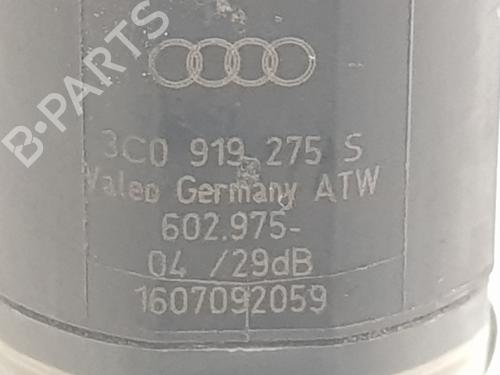 B-PARTS
3C0 919 275 S
Valeo Germany ATW
602.975-
04 /29dB
1607092059